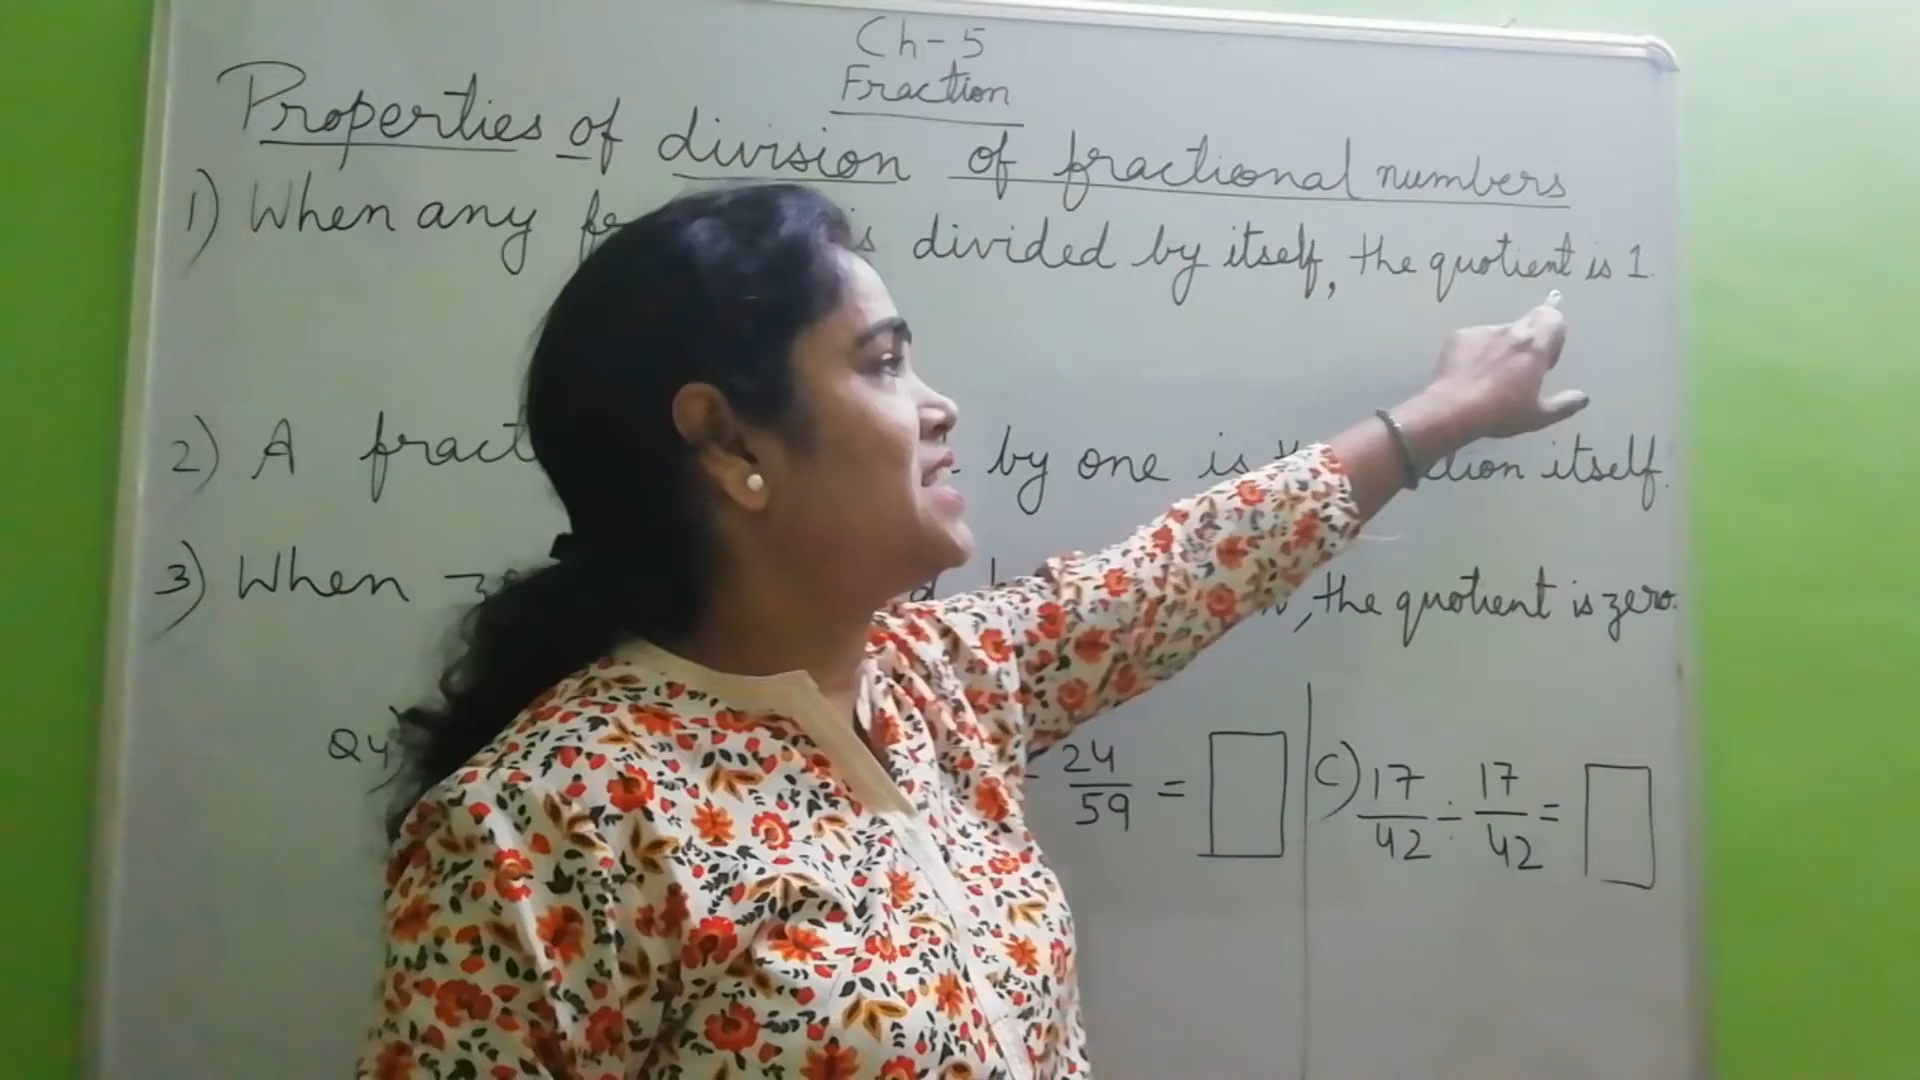 Ch-5
Fraction
Properties of division of fractional numbers
1) When any is divided by itself, the quotient is 1.
2) A by one is itself.
3) When the quotient is zero.
Q4)
24/59 =
C) 17/42 ÷ 17/42 =